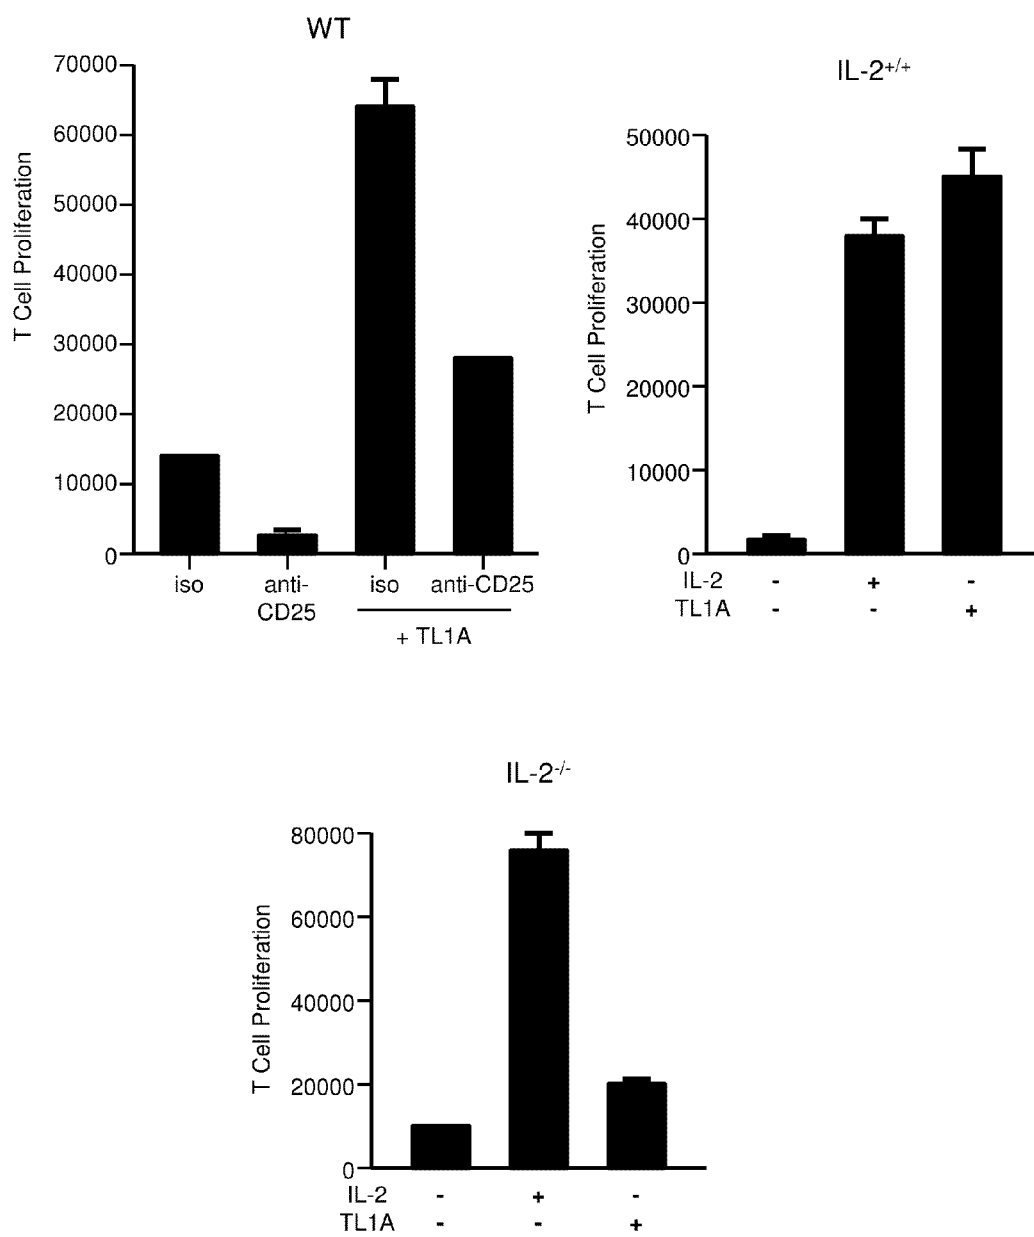 WT
70000
60000
50000
40000
30000
20000
10000
0
T Cell Proliferation
iso
anti-
CD25
iso
anti-CD25
+ TL1A
IL-2+/+
50000
40000
30000
20000
10000
0
T Cell Proliferation
IL-2 - + -
TL1A - - +
IL-2-/-
80000
60000
40000
20000
0
T Cell Proliferation
IL-2 - + -
TL1A - - +